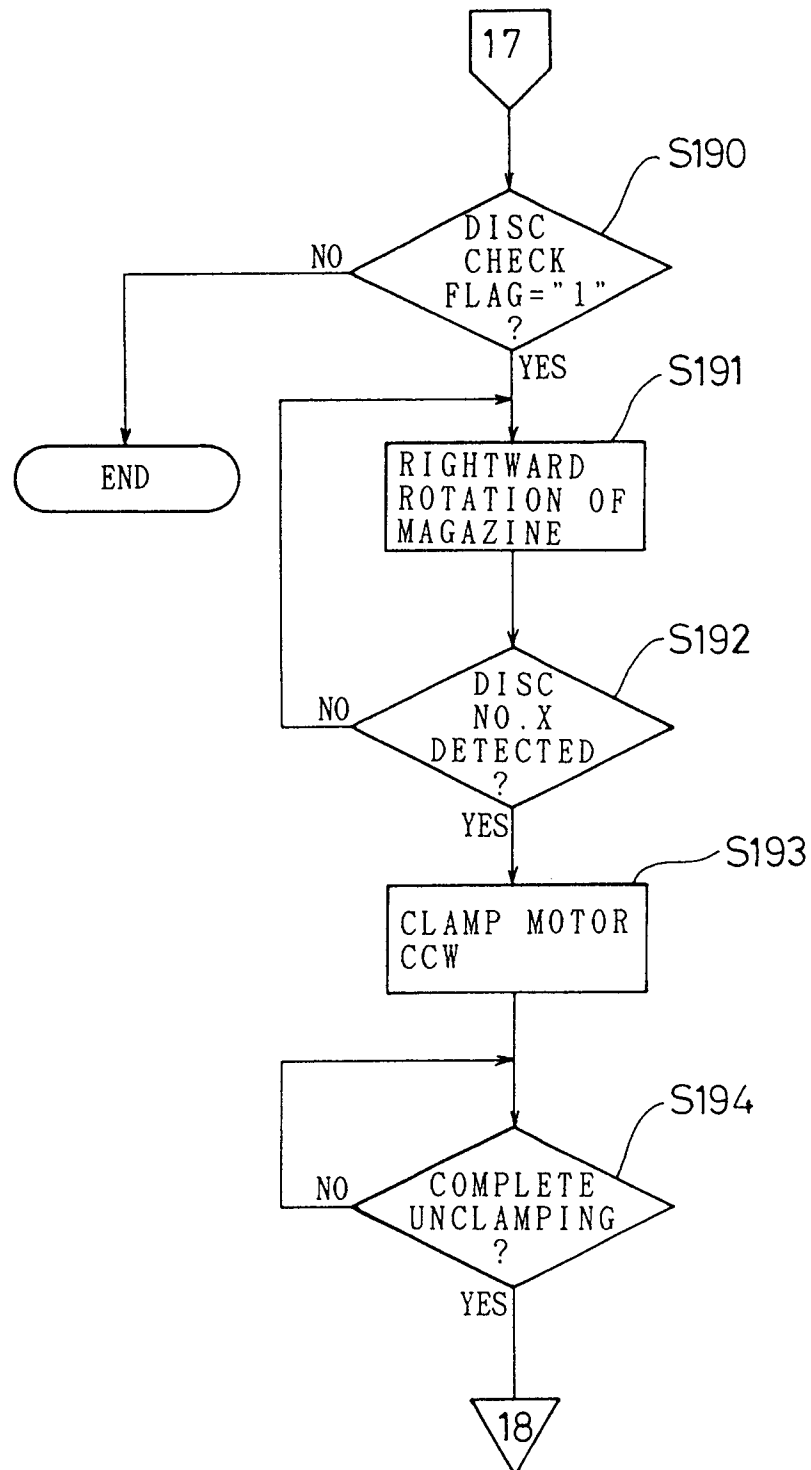 17
S190
DISC
CHECK
FLAG="1"
?
NO
YES
S191
END
RIGHTWARD
ROTATION OF
MAGAZINE
S192
DISC
NO.X
DETECTED
?
NO
YES
S193
CLAMP MOTOR
CCW
S194
COMPLETE
UNCLAMPING
?
NO
YES
18